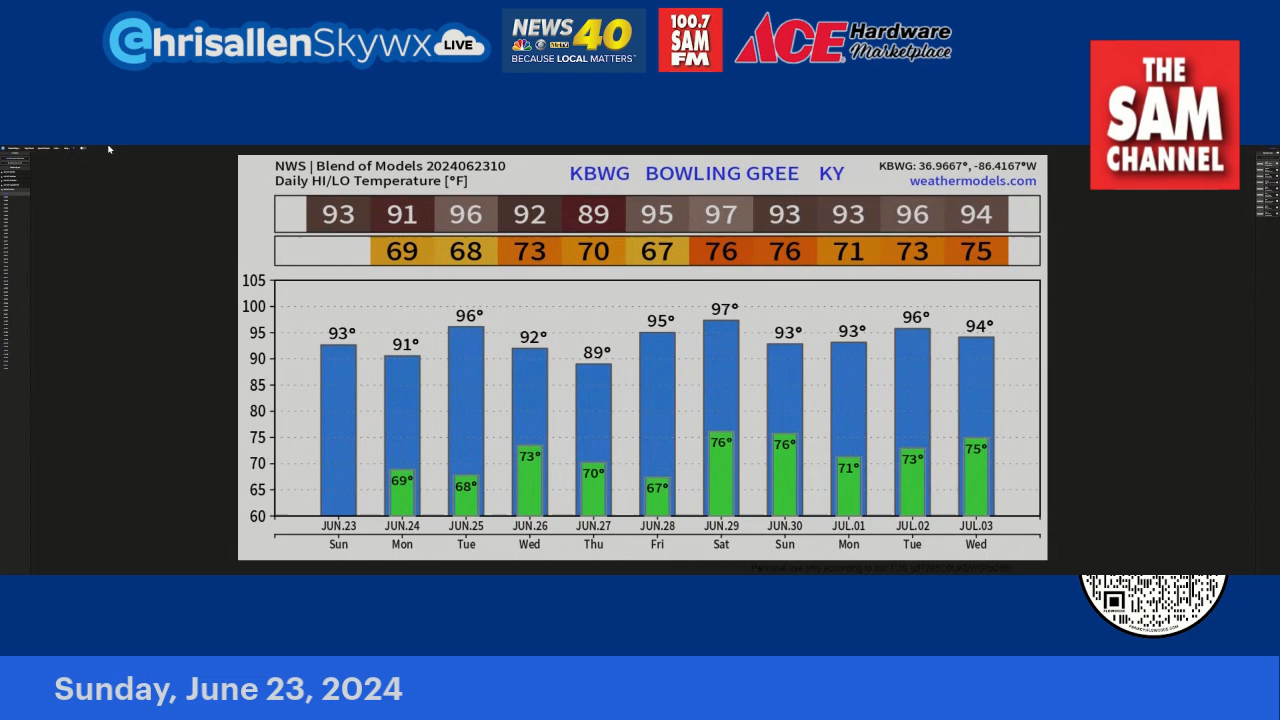 @hrisallenSkywx LIVE
NEWS 40
BECAUSE LOCAL MATTERS
100.7
SAM
FM
ACE Hardware
Marketplace
THE
SAM
CHANNEL
NWS | Blend of Models 2024062310
Daily HI/LO Temperature [°F]
KBWG BOWLING GREE KY
KBWG: 36.9667°, -86.4167°W
weathermodels.com
93 91 96 92 89 95 97 93 93 96 94
69 68 73 70 67 76 76 71 73 75
105
100
95
90
85
80
75
70
65
60
93° 91° 96° 92° 89° 95° 97° 93° 93° 96° 94°
69° 68° 73° 70° 67° 76° 76° 71° 73° 75°
JUN.23 JUN.24 JUN.25 JUN.26 JUN.27 JUN.28 JUN.29 JUN.30 JUL.01 JUL.02 JUL.03
Sun Mon Tue Wed Thu Fri Sat Sun Mon Tue Wed
Sunday, June 23, 2024